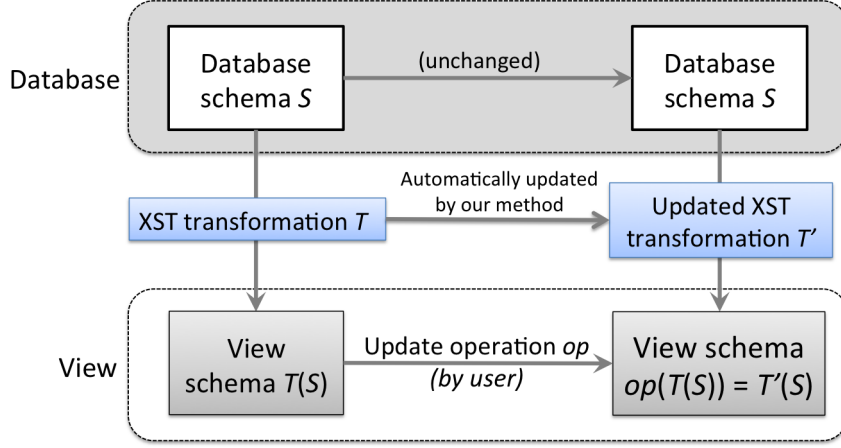 Database
Database
schema S
(unchanged)
Database
schema S
XST transformation T
Automatically updated
by our method
Updated XST
transformation T’
View
View
schema T(S)
Update operation op
(by user)
View schema
op(T(S)) = T’(S)